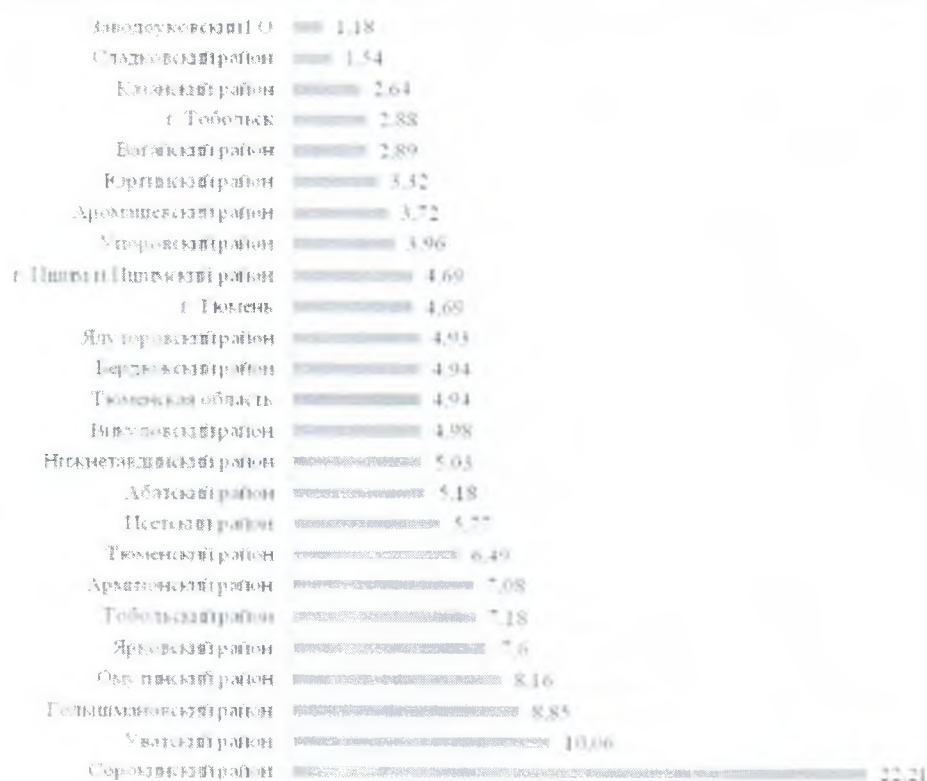 Заводоуковский ГО 1,18
Сладковский район 1,54
Казанский район 2,64
г. Тобольск 2,88
Вагайский район 2,89
Юргинский район 3,32
Аромашевский район 3,72
Упоровский район 3,96
г. Ишим и Ишимский район 4,69
г. Тюмень 4,69
Ялуторовский район 4,93
Бердюжский район 4,94
Тюменская область 4,94
Викуловский район 4,98
Нижнетавдинский район 5,03
Абатский район 5,18
Исетский район 5,77
Тюменский район 6,49
Армизонский район 7,08
Тобольский район 7,18
Ярковский район 7,6
Омутинский район 8,16
Голышмановский район 8,85
Уватский район 10,06
Сорокинский район 22,21